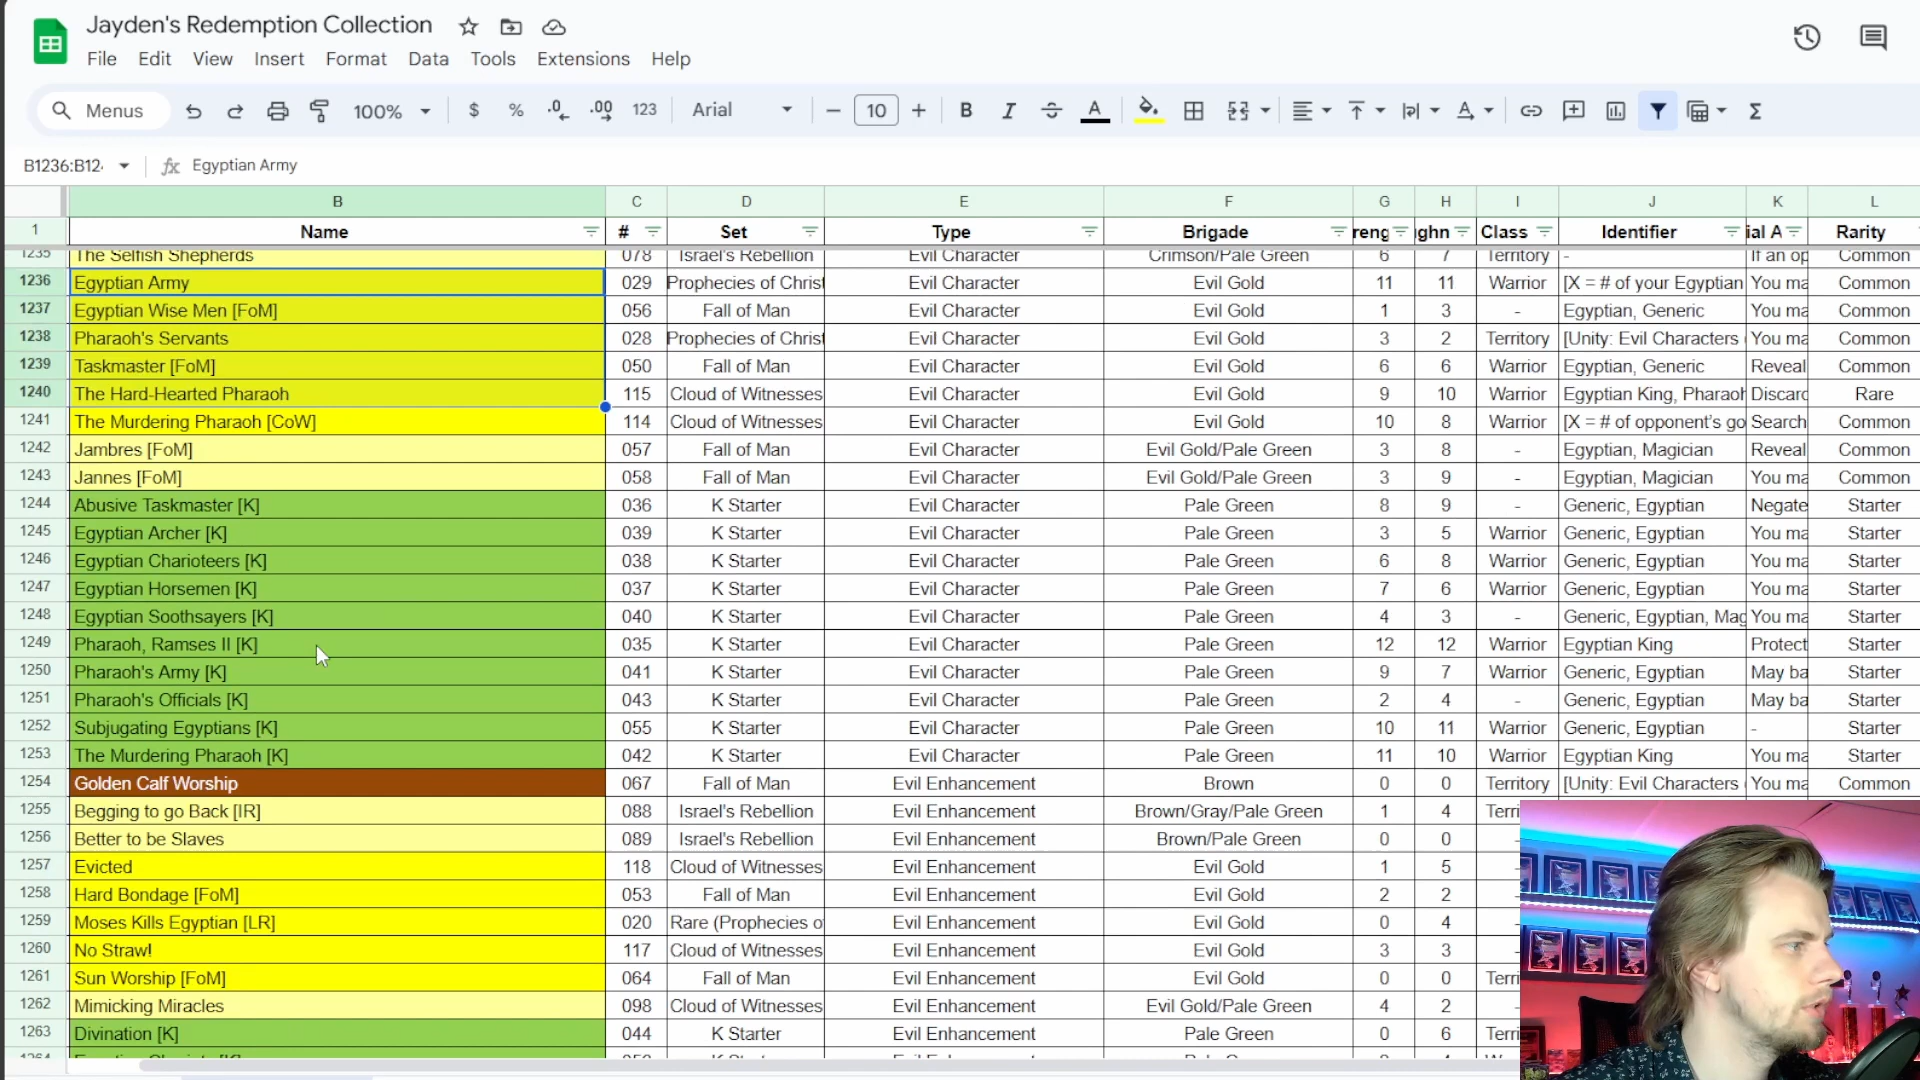 Jayden's Redemption Collection
File Edit View Insert Format Data Tools Extensions Help
Menus 100% $ % .0 .00 123 Arial 10 B I A
B1236:B12 fx Egyptian Army
B C D E F G H I J K L
1 Name # Set Type Brigade reng ghn Class Identifier ial A Rarity
1235 The Selfish Shepherds 078 Israel's Rebellion Evil Character Crimson/Pale Green 6 7 Territory - If an op Common
1236 Egyptian Army 029 Prophecies of Christ Evil Character Evil Gold 11 11 Warrior [X = # of your Egyptian You ma Common
1237 Egyptian Wise Men [FoM] 056 Fall of Man Evil Character Evil Gold 1 3 - Egyptian, Generic You ma Common
1238 Pharaoh's Servants 028 Prophecies of Christ Evil Character Evil Gold 3 2 Territory [Unity: Evil Characters You ma Common
1239 Taskmaster [FoM] 050 Fall of Man Evil Character Evil Gold 6 6 Warrior Egyptian, Generic Reveal Common
1240 The Hard-Hearted Pharaoh 115 Cloud of Witnesses Evil Character Evil Gold 9 10 Warrior Egyptian King, Pharaoh Discard Rare
1241 The Murdering Pharaoh [CoW] 114 Cloud of Witnesses Evil Character Evil Gold 10 8 Warrior [X = # of opponent's go Search Common
1242 Jambres [FoM] 057 Fall of Man Evil Character Evil Gold/Pale Green 3 8 - Egyptian, Magician Reveal Common
1243 Jannes [FoM] 058 Fall of Man Evil Character Evil Gold/Pale Green 3 9 - Egyptian, Magician You ma Common
1244 Abusive Taskmaster [K] 036 K Starter Evil Character Pale Green 8 9 - Generic, Egyptian Negate Starter
1245 Egyptian Archer [K] 039 K Starter Evil Character Pale Green 3 5 Warrior Generic, Egyptian You ma Starter
1246 Egyptian Charioteers [K] 038 K Starter Evil Character Pale Green 6 8 Warrior Generic, Egyptian You ma Starter
1247 Egyptian Horsemen [K] 037 K Starter Evil Character Pale Green 7 6 Warrior Generic, Egyptian You ma Starter
1248 Egyptian Soothsayers [K] 040 K Starter Evil Character Pale Green 4 3 - Generic, Egyptian, Mag You ma Starter
1249 Pharaoh, Ramses II [K] 035 K Starter Evil Character Pale Green 12 12 Warrior Egyptian King Protect Starter
1250 Pharaoh's Army [K] 041 K Starter Evil Character Pale Green 9 7 Warrior Generic, Egyptian May ba Starter
1251 Pharaoh's Officials [K] 043 K Starter Evil Character Pale Green 2 4 - Generic, Egyptian May ba Starter
1252 Subjugating Egyptians [K] 055 K Starter Evil Character Pale Green 10 11 Warrior Generic, Egyptian - Starter
1253 The Murdering Pharaoh [K] 042 K Starter Evil Character Pale Green 11 10 Warrior Egyptian King You ma Starter
1254 Golden Calf Worship 067 Fall of Man Evil Enhancement Brown 0 0 Territory [Unity: Evil Characters You ma Common
1255 Begging to go Back [IR] 088 Israel's Rebellion Evil Enhancement Brown/Gray/Pale Green 1 4 Terri
1256 Better to be Slaves 089 Israel's Rebellion Evil Enhancement Brown/Pale Green 0 0
1257 Evicted 118 Cloud of Witnesses Evil Enhancement Evil Gold 1 5
1258 Hard Bondage [FoM] 053 Fall of Man Evil Enhancement Evil Gold 2 2
1259 Moses Kills Egyptian [LR] 020 Rare (Prophecies o Evil Enhancement Evil Gold 0 4
1260 No Straw! 117 Cloud of Witnesses Evil Enhancement Evil Gold 3 3
1261 Sun Worship [FoM] 064 Fall of Man Evil Enhancement Evil Gold 0 0 Terri
1262 Mimicking Miracles 098 Cloud of Witnesses Evil Enhancement Evil Gold/Pale Green 4 2
1263 Divination [K] 044 K Starter Evil Enhancement Pale Green 0 6 Terri